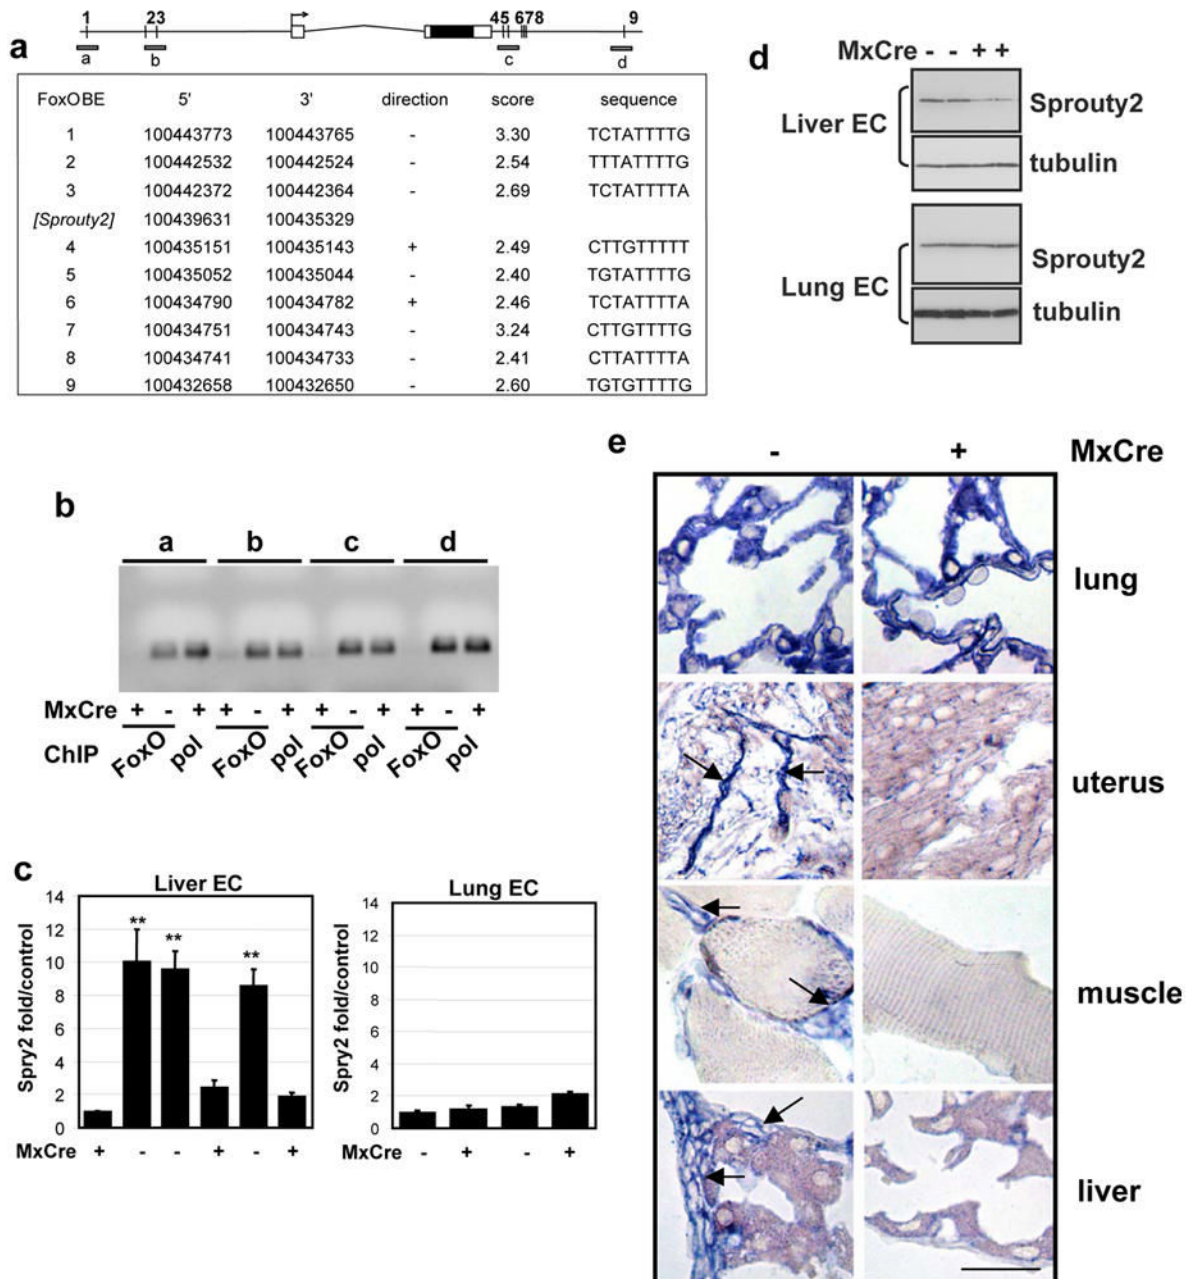 a
1 23 45 678 9
a b c d
FoxOBE 5' 3' direction score sequence
1 100443773 100443765 - 3.30 TCTATTTTG
2 100442532 100442524 - 2.54 TTTATTTTG
3 100442372 100442364 - 2.69 TCTATTTTA
[Sprouty2] 100439631 100435329
4 100435151 100435143 + 2.49 CTTGTTTTT
5 100435052 100435044 - 2.40 TGTATTTTG
6 100434790 100434782 + 2.46 TCTATTTTA
7 100434751 100434743 - 3.24 CTTGTTTTG
8 100434741 100434733 - 2.41 CTTATTTTA
9 100432658 100432650 - 2.60 TGTGTTTTG
b
a b c d
MxCre + - + + - + + - + + - +
ChIP FoxO pol FoxO pol FoxO pol FoxO pol
c
Liver EC
Spry2 fold/control
14
12
10
8
6
4
2
0
** ** **
MxCre + - - + - +
Lung EC
Spry2 fold/control
14
12
10
8
6
4
2
0
MxCre - + - +
d
MxCre - - + +
Liver EC
Sprouty2
tubulin
Lung EC
Sprouty2
tubulin
e
- + MxCre
lung
uterus
muscle
liver